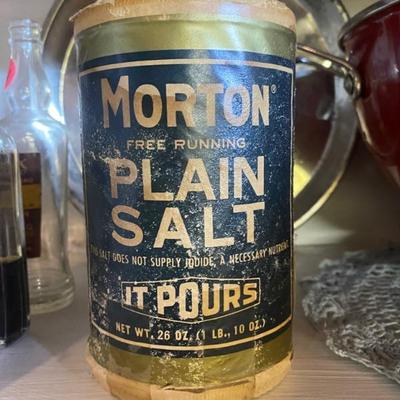 MORTON®
FREE RUNNING
PLAIN
SALT
THIS SALT DOES NOT SUPPLY IODIDE, A NECESSARY NUTRIENT
IT POURS
NET WT. 26 OZ. (1 LB., 10 OZ.)